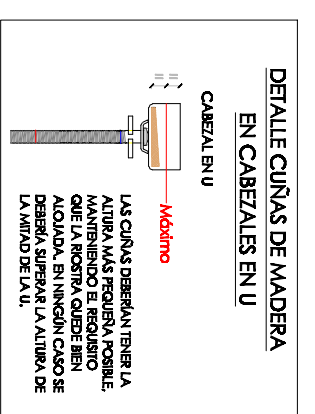 DETALLE CUÑAS DE MADERA
EN CABEZALES EN U
CABEZAL EN U
Máximo
LAS CUÑAS DEBERÍAN TENER LA
ALTURA MÁS PEQUEÑA POSIBLE,
MANTENIENDO EL REQUISITO
QUE LA RIOSTRA QUEDE BIEN
ALOJADA. EN NINGÚN CASO SE
DEBERÍA SUPERAR LA ALTURA DE
LA MITAD DE LA U.